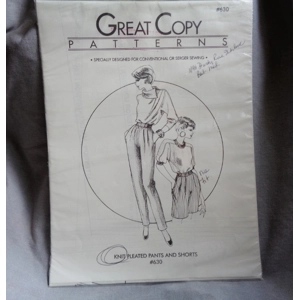 #630
GREAT COPY
PATTERNS
• SPECIALLY DESIGNED FOR CONVENTIONAL OR SERGER SEWING •
KNIT PLEATED PANTS AND SHORTS
#630